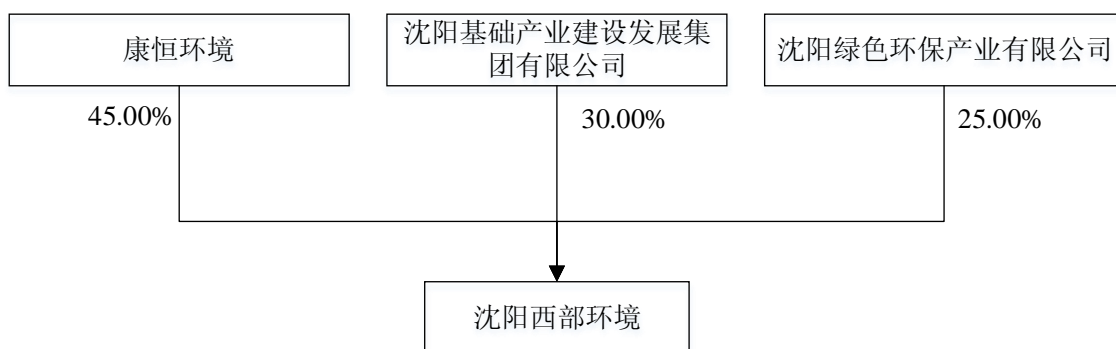 康恒环境
沈阳基础产业建设发展集
团有限公司
沈阳绿色环保产业有限公司
45.00%
30.00%
25.00%
沈阳西部环境